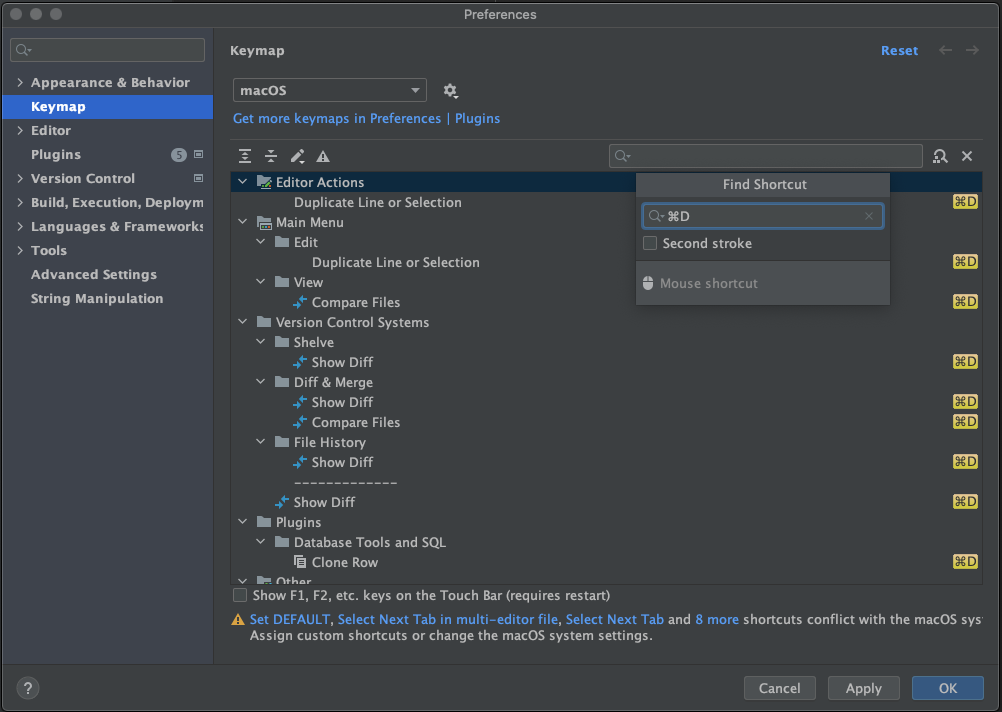 Preferences
Keymap
Reset
Appearance & Behavior
Keymap
Editor
Plugins 5
Version Control
Build, Execution, Deploym
Languages & Frameworks
Tools
Advanced Settings
String Manipulation
macOS
Get more keymaps in Preferences | Plugins
Editor Actions
Duplicate Line or Selection ⌘D
Main Menu
Edit
Duplicate Line or Selection ⌘D
View
Compare Files ⌘D
Version Control Systems
Shelve
Show Diff ⌘D
Diff & Merge
Show Diff ⌘D
Compare Files ⌘D
File History
Show Diff ⌘D
-------------
Show Diff ⌘D
Plugins
Database Tools and SQL
Clone Row ⌘D
Other
Find Shortcut
⌘D
Second stroke
Mouse shortcut
Show F1, F2, etc. keys on the Touch Bar (requires restart)
Set DEFAULT, Select Next Tab in multi-editor file, Select Next Tab and 8 more shortcuts conflict with the macOS sys
Assign custom shortcuts or change the macOS system settings.
?
Cancel
Apply
OK